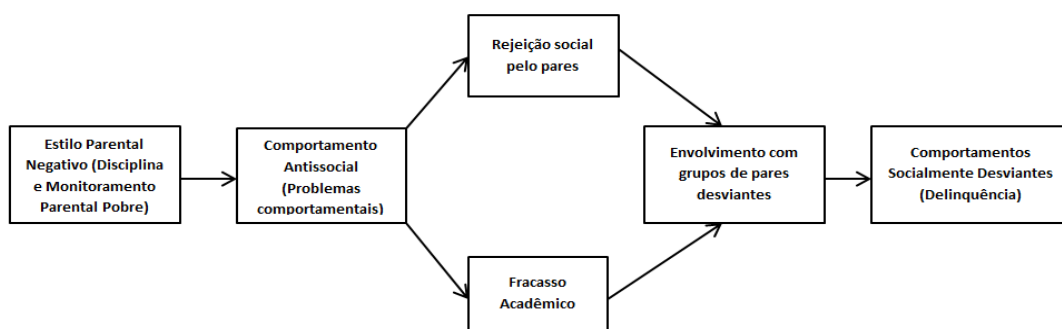 Estilo Parental
Negativo (Disciplina
e Monitoramento
Parental Pobre)
Comportamento
Antissocial
(Problemas
comportamentais)
Rejeição social
pelo pares
Fracasso
Acadêmico
Envolvimento com
grupos de pares
desviantes
Comportamentos
Socialmente Desviantes
(Delinquência)